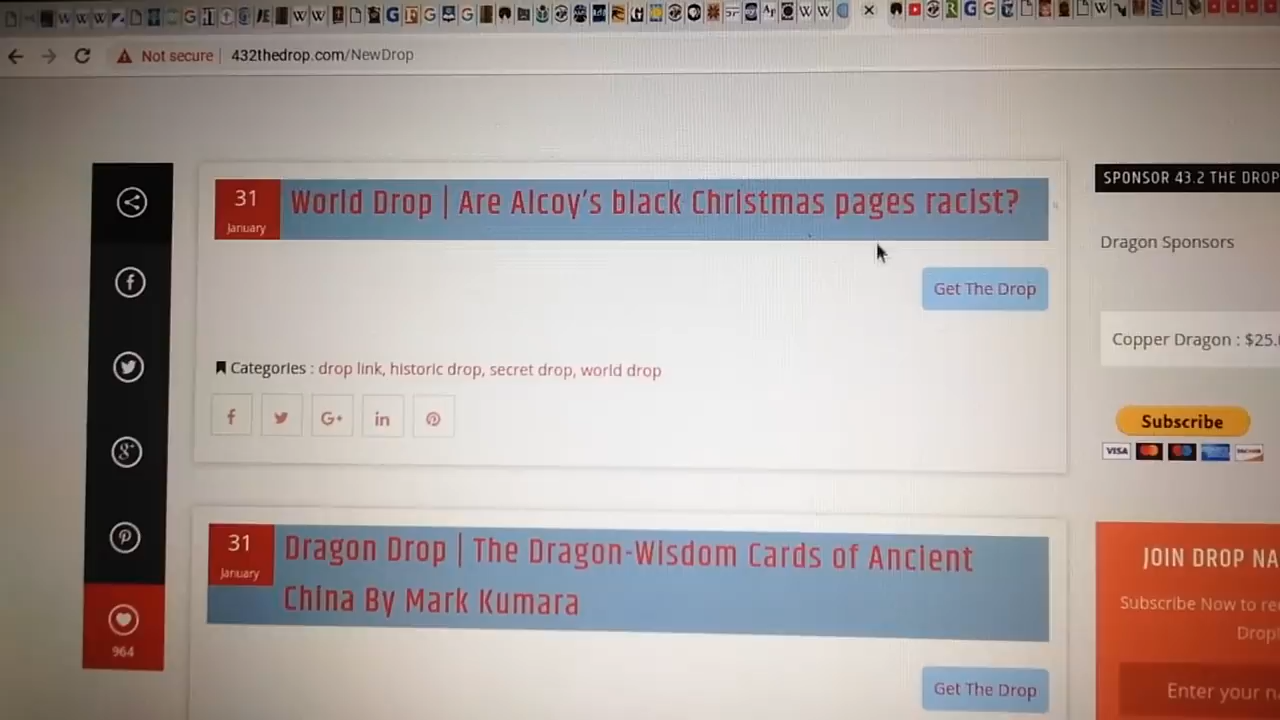 Not secure | 432thedrop.com/NewDrop
31
January
World Drop | Are Alcoy's black Christmas pages racist?
Get The Drop
Categories : drop link, historic drop, secret drop, world drop
31
January
Dragon Drop | The Dragon-Wisdom Cards of Ancient
China By Mark Kumara
Get The Drop
964
SPONSOR 43.2 THE DROP
Dragon Sponsors
Copper Dragon : $25.
Subscribe
VISA
JOIN DROP NA
Subscribe Now to re
Drop
Enter your n